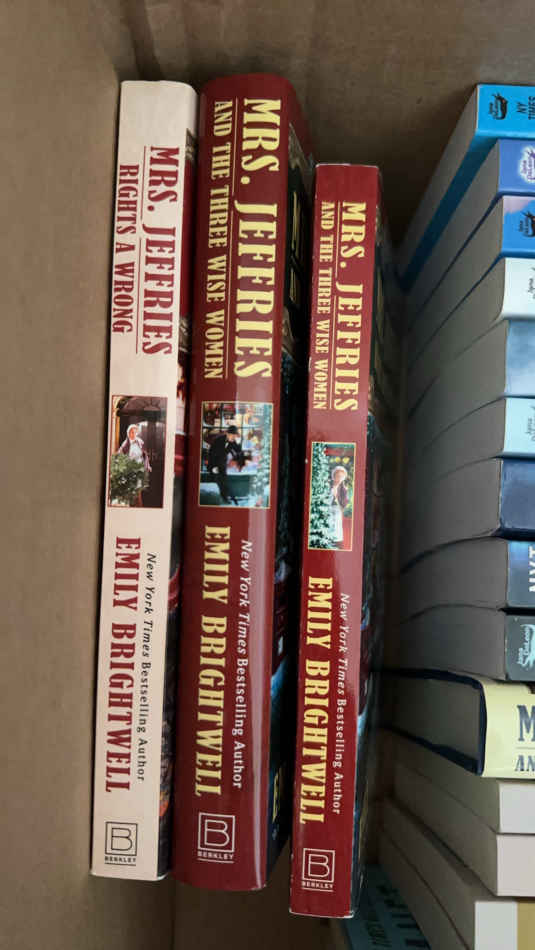 MRS. JEFFRIES
RIGHTS A WRONG
New York Times Bestselling Author
EMILY BRIGHTWELL
B
BERKLEY
MRS. JEFFRIES
AND THE THREE WISE WOMEN
New York Times Bestselling Author
EMILY BRIGHTWELL
B
BERKLEY
MRS. JEFFRIES
AND THE THREE WISE WOMEN
New York Times Bestselling Author
EMILY BRIGHTWELL
B
BERKLEY
M
AN